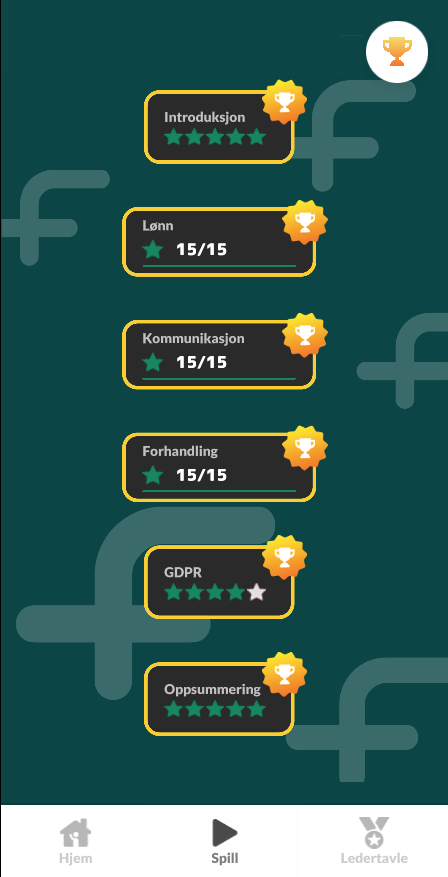 Introduksjon
Lønn
15/15
Kommunikasjon
15/15
Forhandling
15/15
GDPR
Oppsummering
Hjem
Spill
Ledertavle